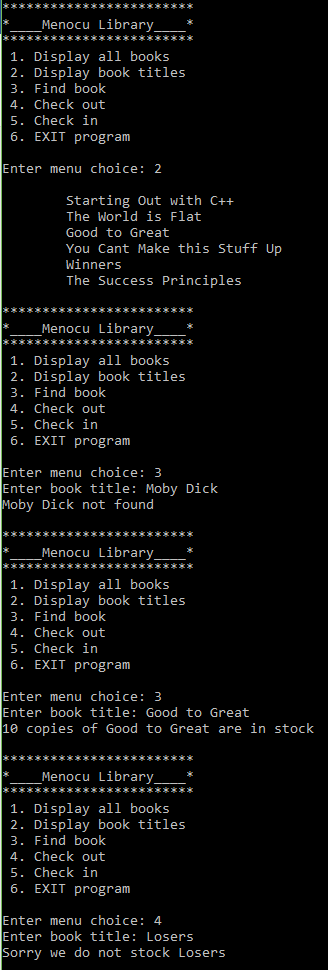 ************************
*____Menocu Library____*
************************
1. Display all books
2. Display book titles
3. Find book
4. Check out
5. Check in
6. EXIT program
Enter menu choice: 2
Starting Out with C++
The World is Flat
Good to Great
You Cant Make this Stuff Up
Winners
The Success Principles
************************
*____Menocu Library____*
************************
1. Display all books
2. Display book titles
3. Find book
4. Check out
5. Check in
6. EXIT program
Enter menu choice: 3
Enter book title: Moby Dick
Moby Dick not found
************************
*____Menocu Library____*
************************
1. Display all books
2. Display book titles
3. Find book
4. Check out
5. Check in
6. EXIT program
Enter menu choice: 3
Enter book title: Good to Great
10 copies of Good to Great are in stock
************************
*____Menocu Library____*
************************
1. Display all books
2. Display book titles
3. Find book
4. Check out
5. Check in
6. EXIT program
Enter menu choice: 4
Enter book title: Losers
Sorry we do not stock Losers